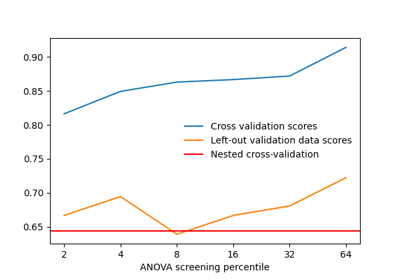 0.90
0.85
0.80
0.75
0.70
0.65
Cross validation scores
Left-out validation data scores
Nested cross-validation
2 4 8 16 32 64
ANOVA screening percentile